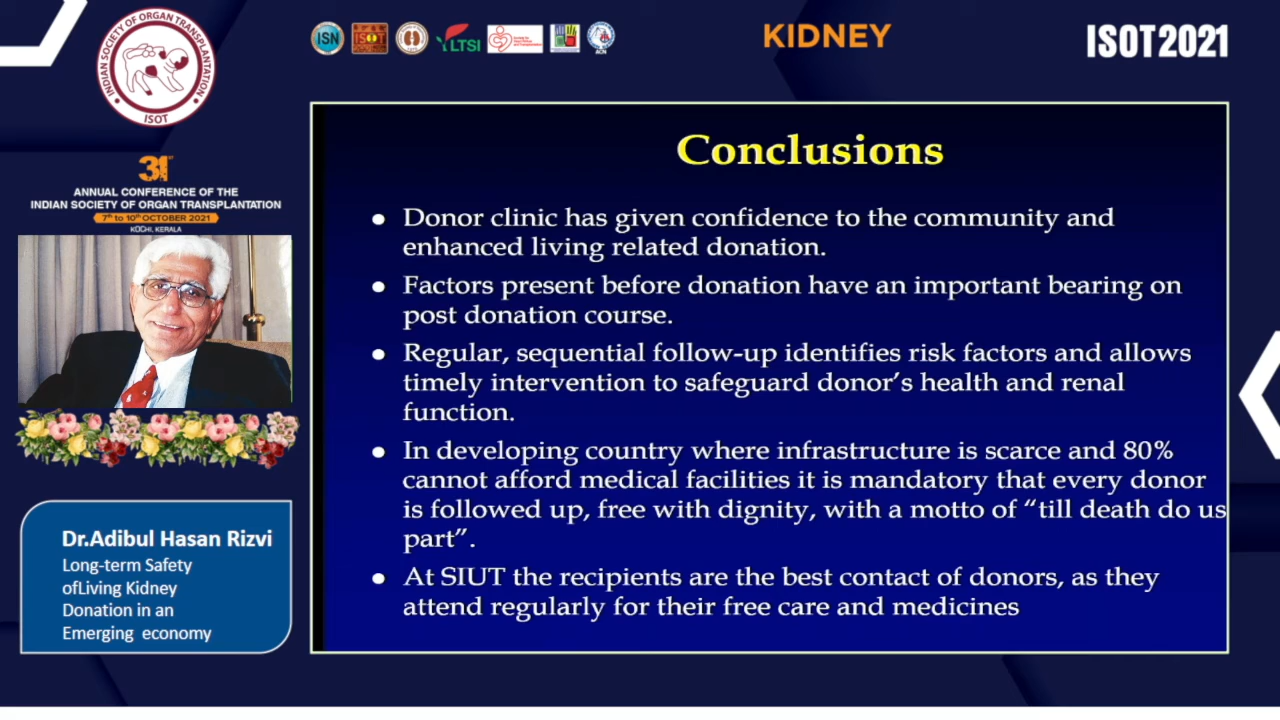 INDIAN SOCIETY OF ORGAN TRANSPLANTATION
ISOT
ISN
ISOT
LTSI
KIDNEY
ISOT2021
31st
ANNUAL CONFERENCE OF THE
INDIAN SOCIETY OF ORGAN TRANSPLANTATION
7th to 10th OCTOBER 2021
KOCHI, KERALA
Dr.Adibul Hasan Rizvi
Long-term Safety
ofLiving Kidney
Donation in an
Emerging economy
Conclusions
● Donor clinic has given confidence to the community and
enhanced living related donation.
● Factors present before donation have an important bearing on
post donation course.
● Regular, sequential follow-up identifies risk factors and allows
timely intervention to safeguard donor’s health and renal
function.
● In developing country where infrastructure is scarce and 80%
cannot afford medical facilities it is mandatory that every donor
is followed up, free with dignity, with a motto of “till death do us
part”.
● At SIUT the recipients are the best contact of donors, as they
attend regularly for their free care and medicines